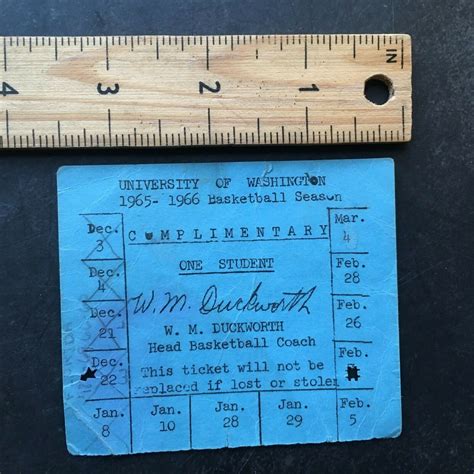 IN
4 3 2 1
UNIVERSITY OF WASHINGTON
1965- 1966 Basketball Season
COMPLIMENTARY
ONE STUDENT
W. M. Duckworth
W. M. DUCKWORTH
Head Basketball Coach
This ticket will not be
replaced if lost or stolen
Dec. 3
Dec. 4
Dec. 21
Dec. 22
Jan. 8
Jan. 10
Jan. 28
Jan. 29
Feb. 5
Feb.
Feb. 26
Feb. 28
Mar. 4